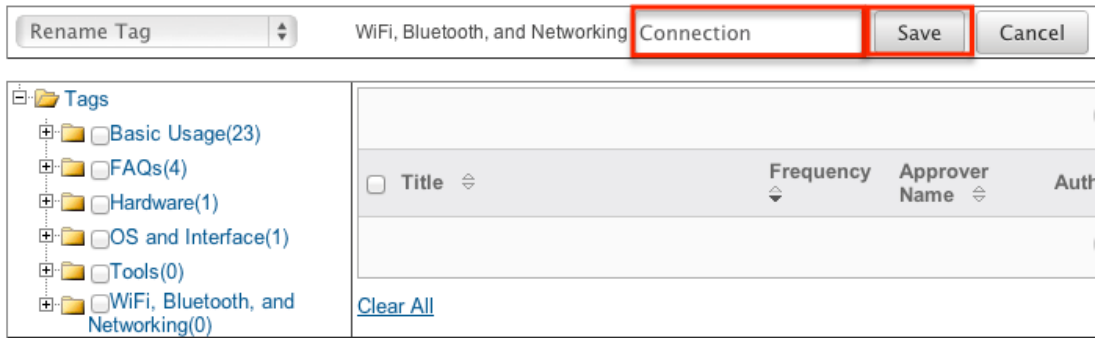 Rename Tag WiFi, Bluetooth, and Networking Connection Save Cancel
Tags
Basic Usage(23)
FAQs(4)
Hardware(1)
OS and Interface(1)
Tools(0)
WiFi, Bluetooth, and
Networking(0)
Title Frequency Approver
Name Auth
Clear All